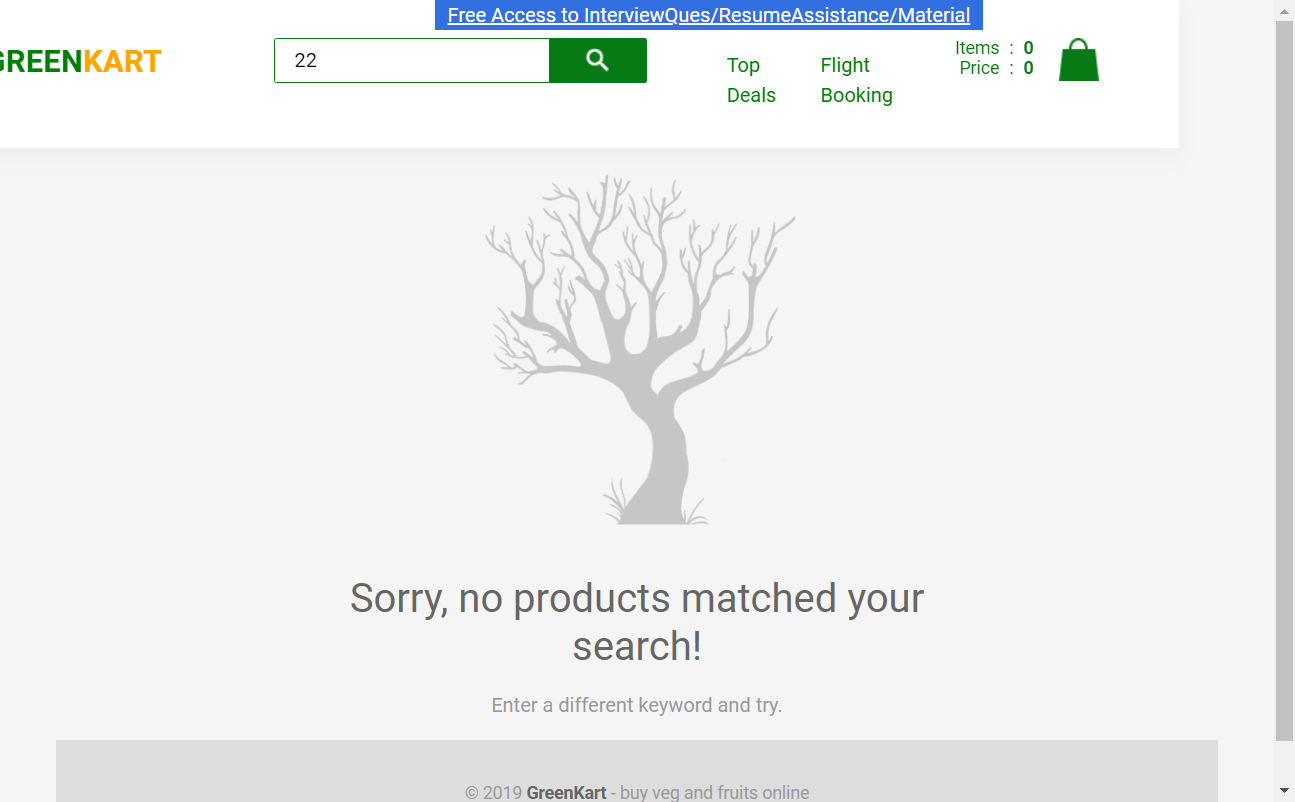 Free Access to InterviewQues/ResumeAssistance/Material
GREENKART
22
Top Deals
Flight Booking
Items : 0
Price : 0
Sorry, no products matched your
search!
Enter a different keyword and try.
© 2019 GreenKart - buy veg and fruits online